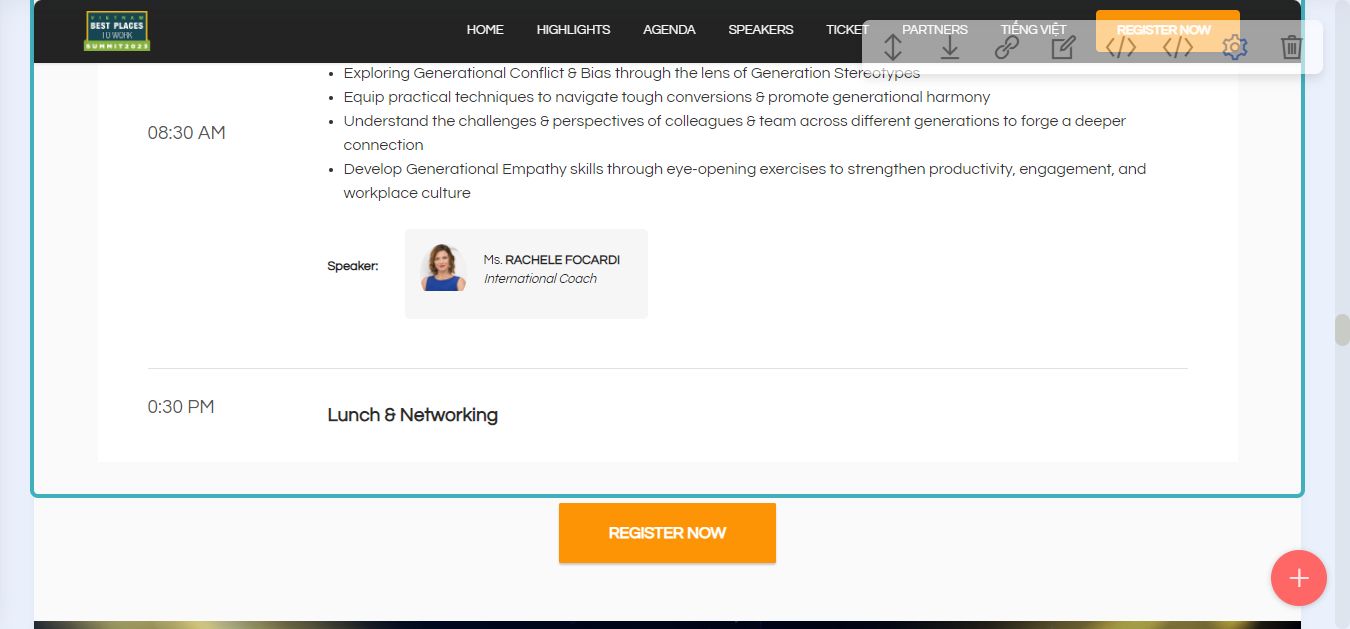 VIETNAM
BEST PLACES
TO WORK
SUMMIT2023
HOME HIGHLIGHTS AGENDA SPEAKERS TICKET PARTNERS TIẾNG VIỆT REGISTER NOW
• Exploring Generational Conflict & Bias through the lens of Generation Stereotypes
• Equip practical techniques to navigate tough conversions & promote generational harmony
08:30 AM
• Understand the challenges & perspectives of colleagues & team across different generations to forge a deeper
connection
• Develop Generational Empathy skills through eye-opening exercises to strengthen productivity, engagement, and
workplace culture
Speaker:
Ms. RACHELE FOCARDI
International Coach
0:30 PM
Lunch & Networking
REGISTER NOW